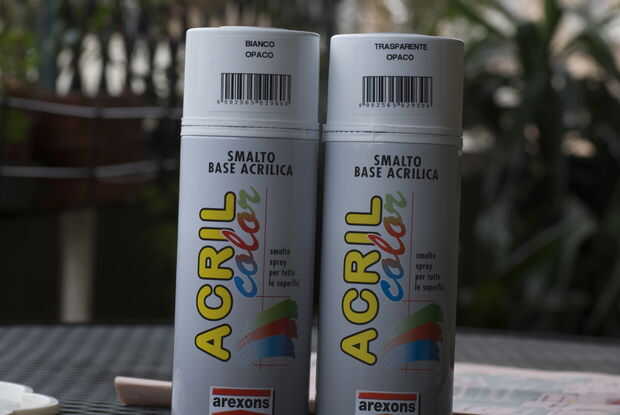 BIANCO
OPACO
SMALTO
BASE ACRILICA
ACRIL
color
smalto
spray
per tutte
le superfici
arexons
TRASPARENTE
OPACO
SMALTO
BASE ACRILICA
ACRIL
color
smalto
spray
per tutte
le superfici
arexons